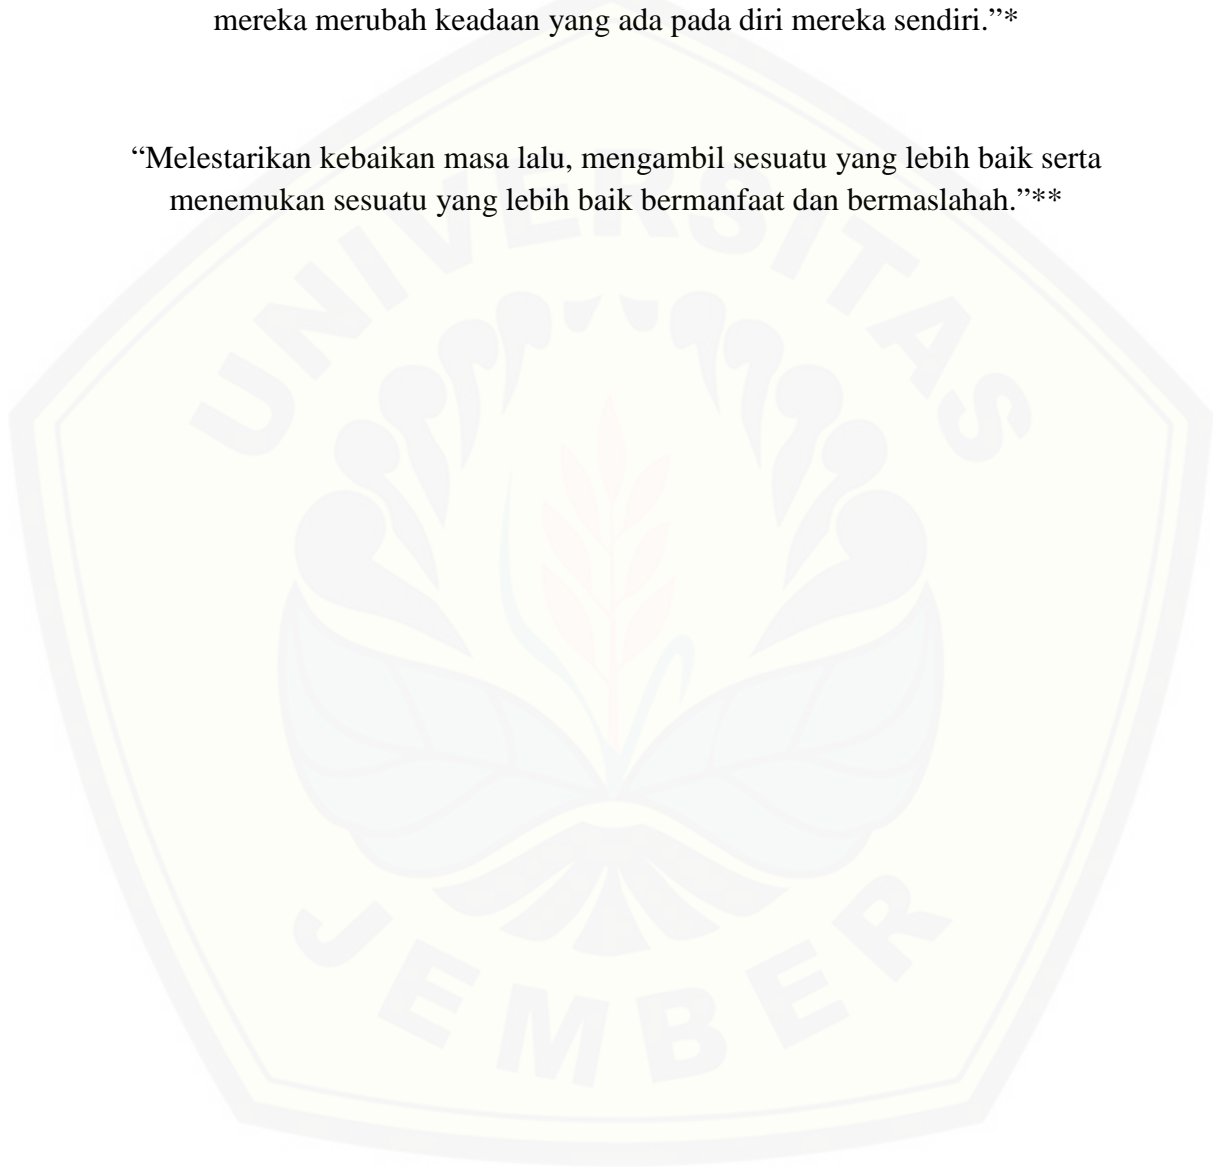 mereka merubah keadaan yang ada pada diri mereka sendiri.”*
“Melestarikan kebaikan masa lalu, mengambil sesuatu yang lebih baik serta
menemukan sesuatu yang lebih baik bermanfaat dan bermaslahah.”**
UNIVERSITAS
JEMBER